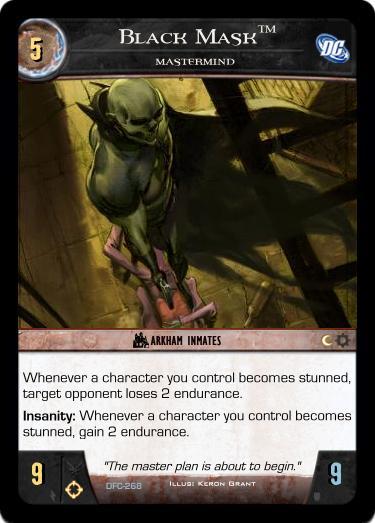 5
BLACK MASK™
MASTERMIND
DC
ARKHAM INMATES
Whenever a character you control becomes stunned,
target opponent loses 2 endurance.
Insanity: Whenever a character you control becomes
stunned, gain 2 endurance.
"The master plan is about to begin."
9
DFC-268 ILLUS: KERON GRANT
9